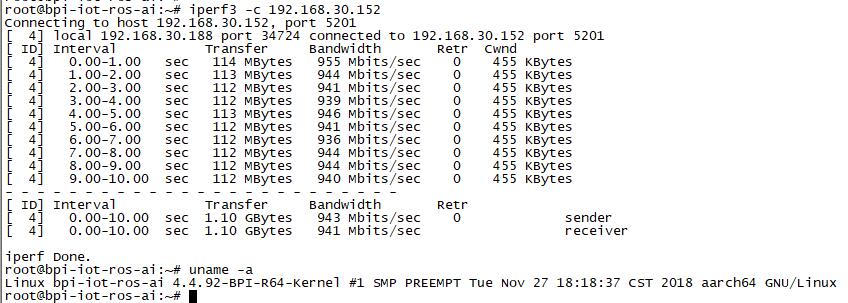 root@bpi-iot-ros-ai:~# iperf3 -c 192.168.30.152
Connecting to host 192.168.30.152, port 5201
[  4] local 192.168.30.188 port 34724 connected to 192.168.30.152 port 5201
[ ID] Interval           Transfer     Bandwidth       Retr  Cwnd
[  4]   0.00-1.00   sec   114 MBytes   955 Mbits/sec    0    455 KBytes
[  4]   1.00-2.00   sec   113 MBytes   944 Mbits/sec    0    455 KBytes
[  4]   2.00-3.00   sec   112 MBytes   941 Mbits/sec    0    455 KBytes
[  4]   3.00-4.00   sec   112 MBytes   939 Mbits/sec    0    455 KBytes
[  4]   4.00-5.00   sec   113 MBytes   946 Mbits/sec    0    455 KBytes
[  4]   5.00-6.00   sec   112 MBytes   941 Mbits/sec    0    455 KBytes
[  4]   6.00-7.00   sec   112 MBytes   936 Mbits/sec    0    455 KBytes
[  4]   7.00-8.00   sec   112 MBytes   944 Mbits/sec    0    455 KBytes
[  4]   8.00-9.00   sec   112 MBytes   944 Mbits/sec    0    455 KBytes
[  4]   9.00-10.00  sec   112 MBytes   940 Mbits/sec    0    455 KBytes
- - - - - - - - - - - - - - - - - - - - - - - - -
[ ID] Interval           Transfer     Bandwidth       Retr
[  4]   0.00-10.00  sec  1.10 GBytes   943 Mbits/sec    0             sender
[  4]   0.00-10.00  sec  1.10 GBytes   941 Mbits/sec                  receiver
iperf Done.
root@bpi-iot-ros-ai:~# uname -a
Linux bpi-iot-ros-ai 4.4.92-BPI-R64-Kernel #1 SMP PREEMPT Tue Nov 27 18:18:37 CST 2018 aarch64 GNU/Linux
root@bpi-iot-ros-ai:~#